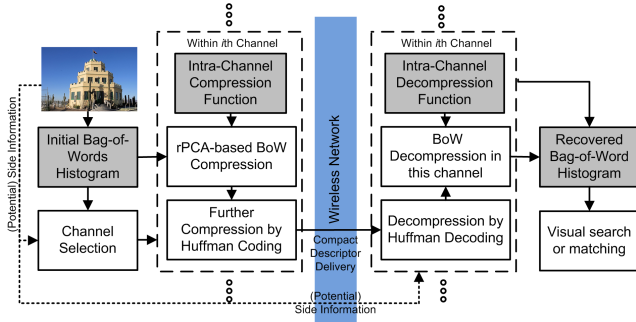 Within ith Channel
Within ith Channel
Intra-Channel
Compression
Function
Intra-Channel
Decompression
Function
(Potential) Side Information
Initial Bag-of-
Words
Histogram
rPCA-based BoW
Compression
Wireless Network
BoW
Decompression in
this channel
Recovered
Bag-of-Word
Histogram
Channel
Selection
Further
Compression by
Huffman Coding
Compact
Descriptor
Delivery
Decompression by
Huffman Decoding
Visual search
or matching
(Potential)
Side Information